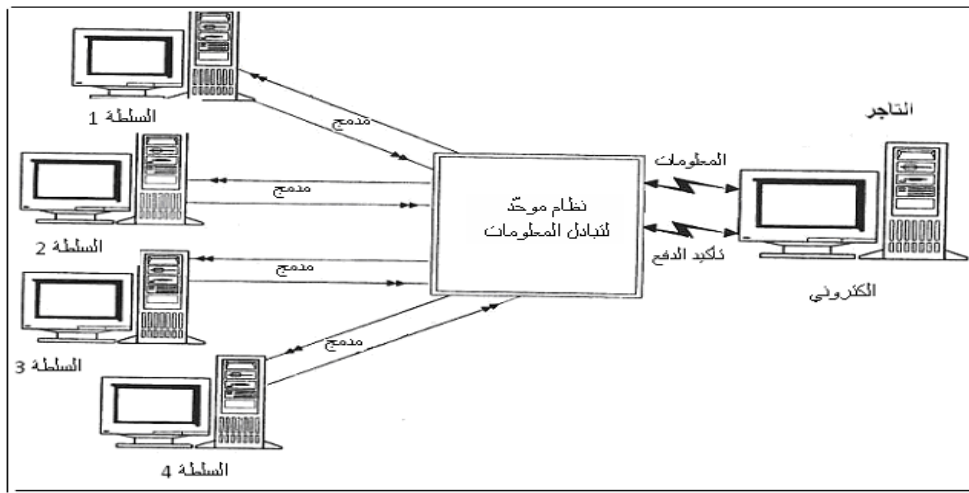 السلطة 1
مدمج
السلطة 2
مدمج
السلطة 3
مدمج
السلطة 4
مدمج
نظام موحّد
لتبادل المعلومات
المعلومات
تأكيد الدفع
التاجر
الكتروني